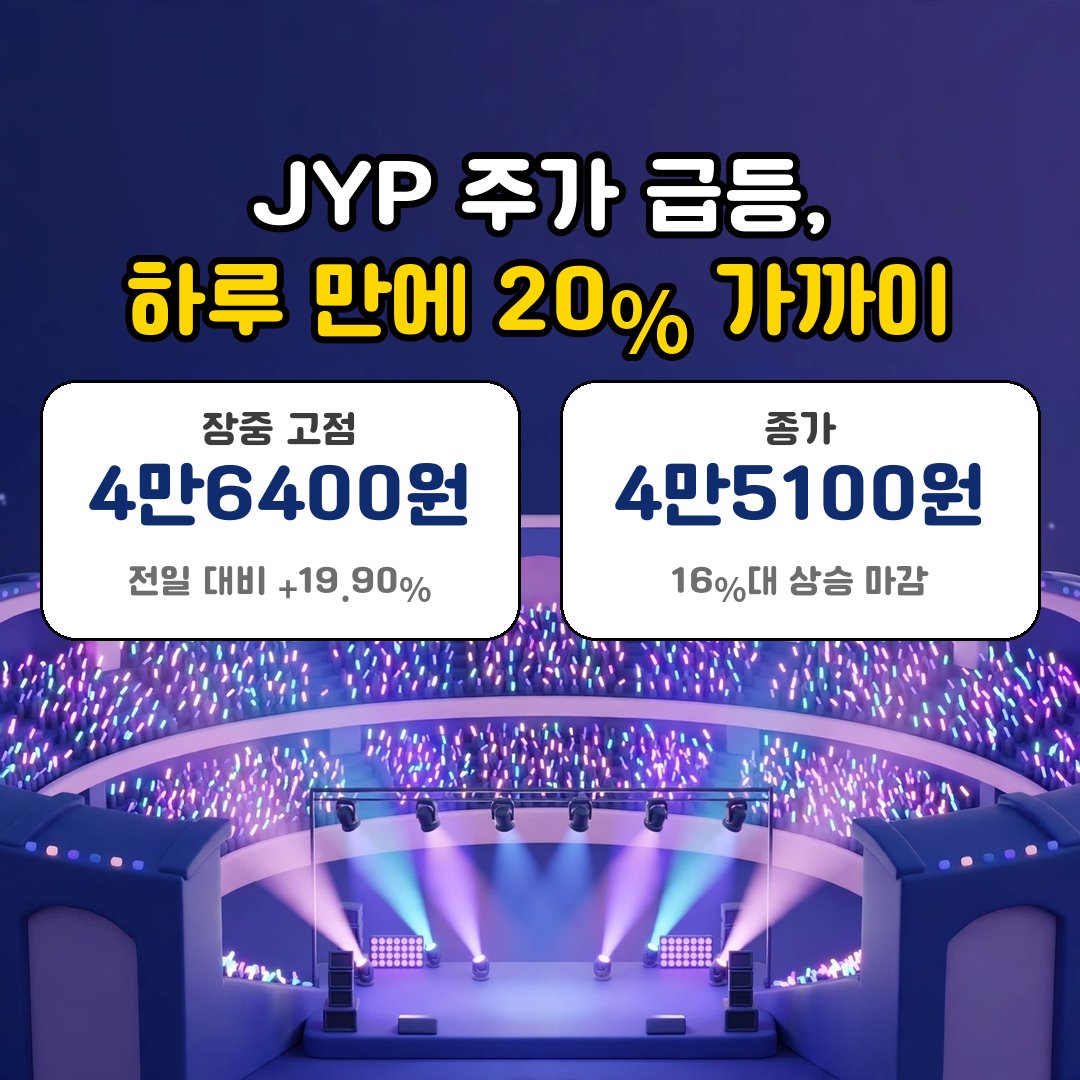 JYP 주가 급등,
하루 만에 20% 가까이
장중 고점
4만6400원
전일 대비 +19.90%
종가
4만5100원
16%대 상승 마감